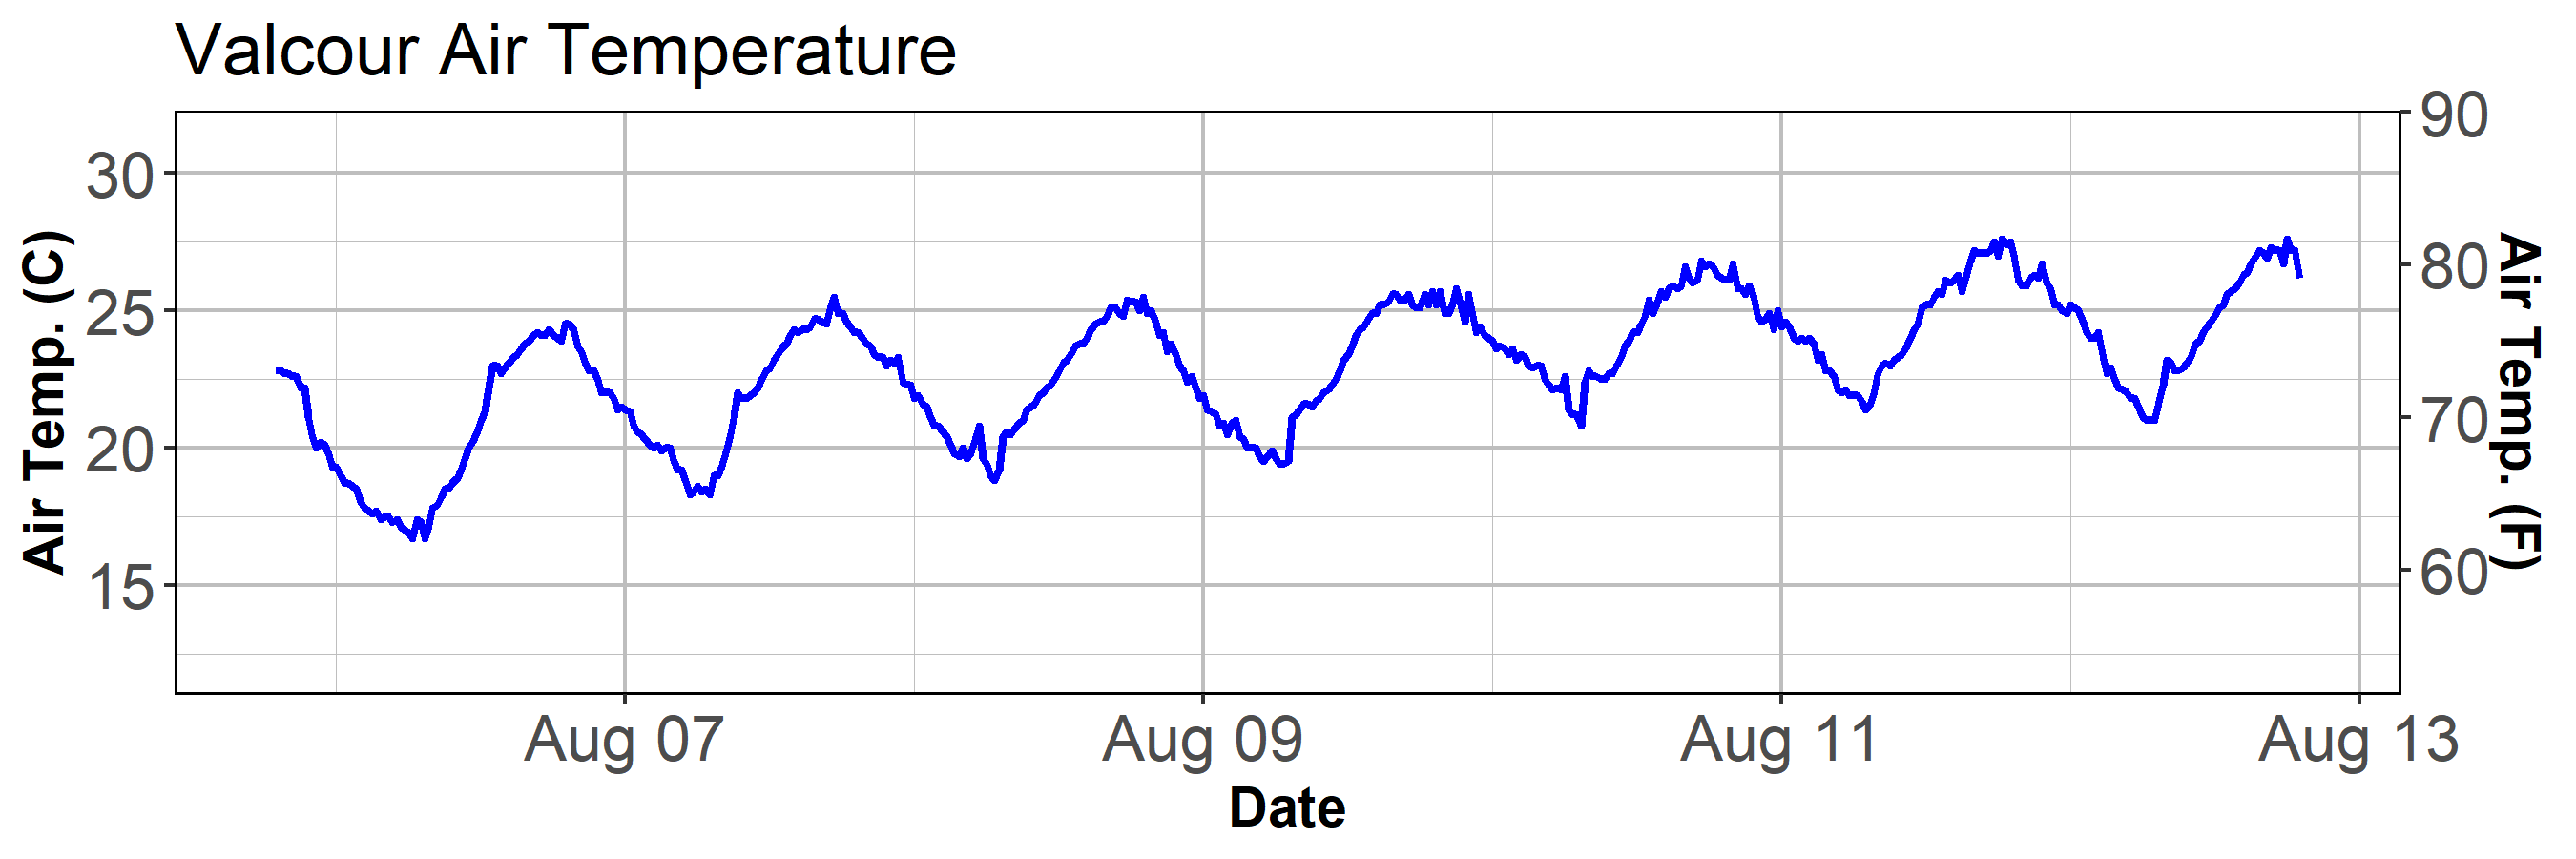 Valcour Air Temperature
Air Temp. (C)
30
25
20
15
90
80
70
60
Air Temp. (F)
Aug 07
Aug 09
Aug 11
Aug 13
Date